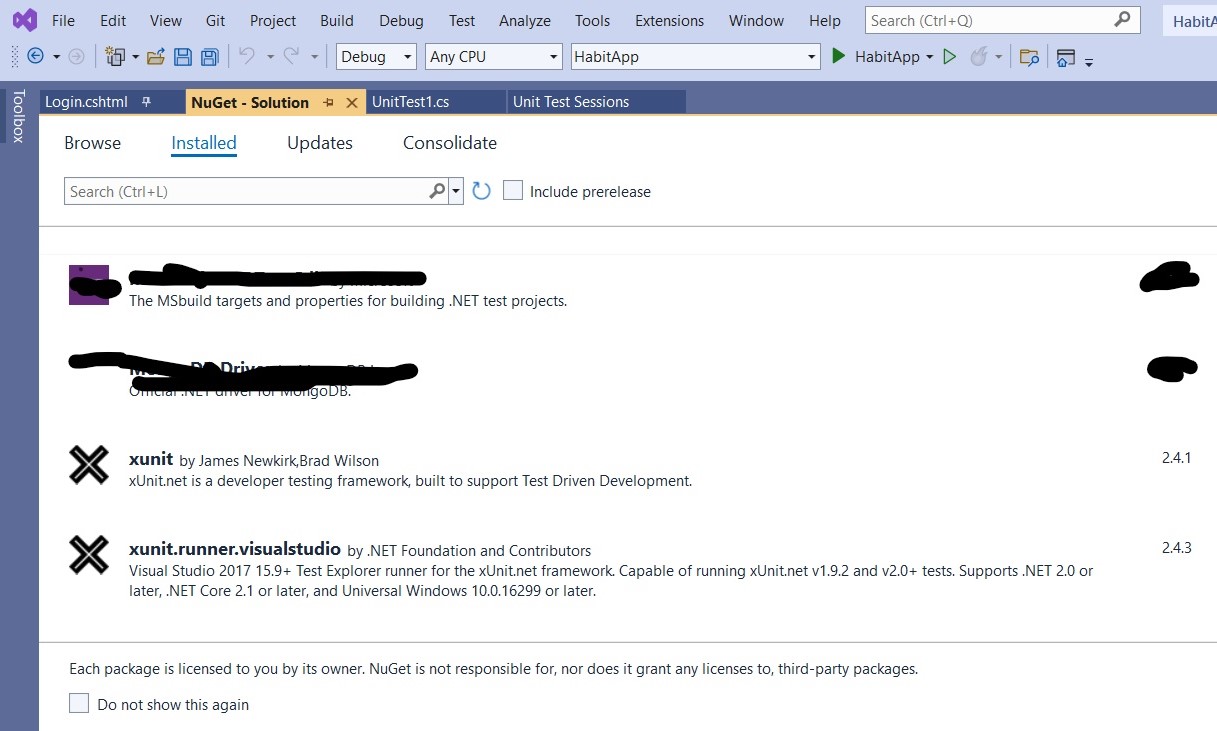 File Edit View Git Project Build Debug Test Analyze Tools Extensions Window Help Search (Ctrl+Q) HabitA
Debug Any CPU HabitApp HabitApp
Toolbox
Login.cshtml NuGet - Solution UnitTest1.cs Unit Test Sessions
Browse Installed Updates Consolidate
Search (Ctrl+L) Include prerelease
The MSbuild targets and properties for building .NET test projects.
Official .NET driver for MongoDB.
xunit by James Newkirk,Brad Wilson 2.4.1
xUnit.net is a developer testing framework, built to support Test Driven Development.
xunit.runner.visualstudio by .NET Foundation and Contributors 2.4.3
Visual Studio 2017 15.9+ Test Explorer runner for the xUnit.net framework. Capable of running xUnit.net v1.9.2 and v2.0+ tests. Supports .NET 2.0 or
later, .NET Core 2.1 or later, and Universal Windows 10.0.16299 or later.
Each package is licensed to you by its owner. NuGet is not responsible for, nor does it grant any licenses to, third-party packages.
Do not show this again